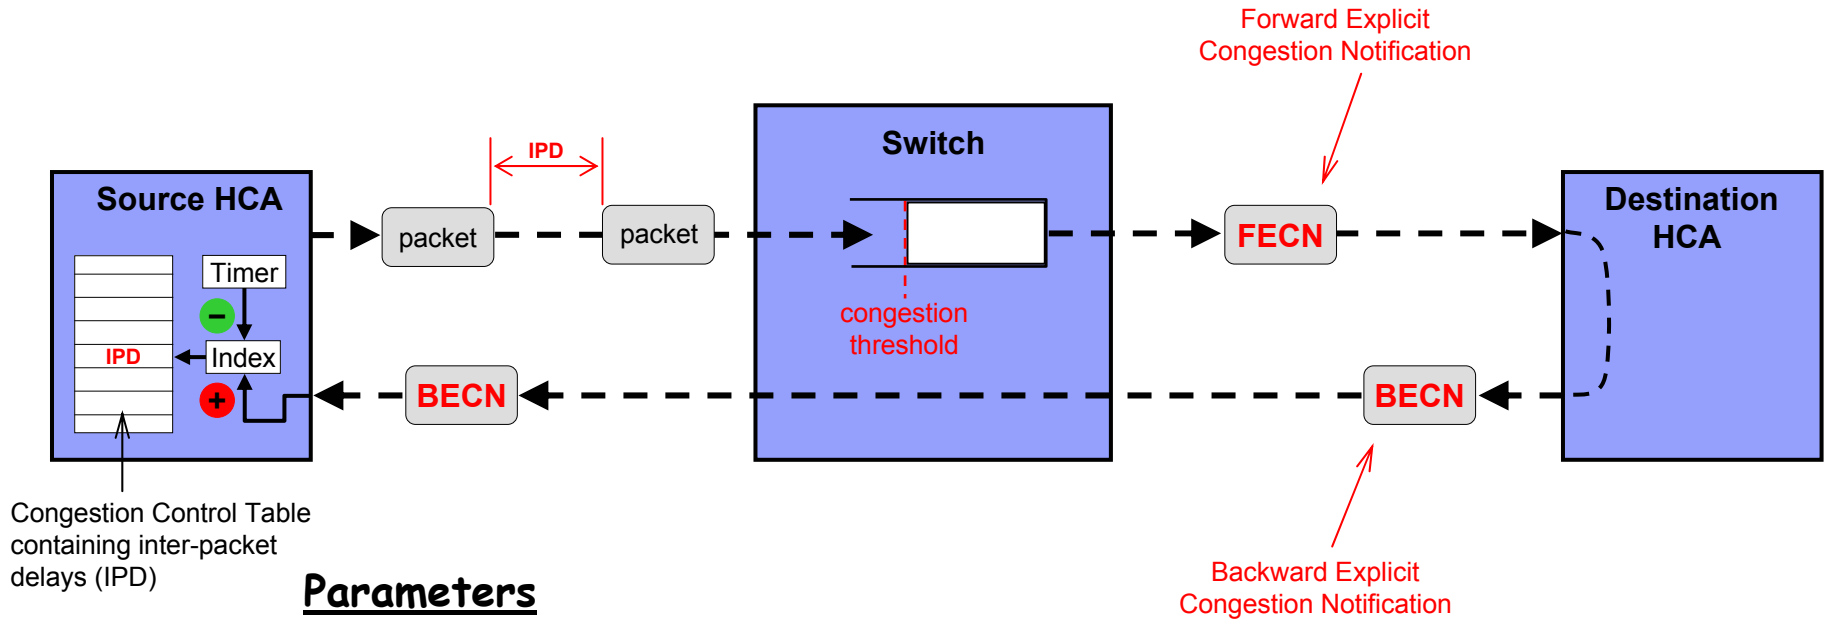 Forward Explicit
Congestion Notification
Switch
IPD
Source HCA
Destination
HCA
packet
packet
FECN
Timer
−
congestion
threshold
IPD
Index
+
BECN
BECN
Congestion Control Table
containing inter-packet
delays (IPD)
Parameters
Backward Explicit
Congestion Notification